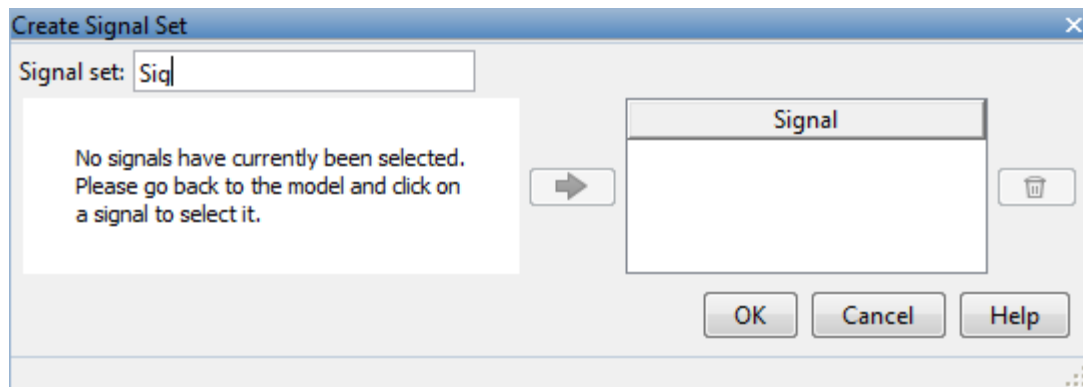 Create Signal Set
Signal set: Sig
No signals have currently been selected.
Please go back to the model and click on
a signal to select it.
Signal
OK Cancel Help